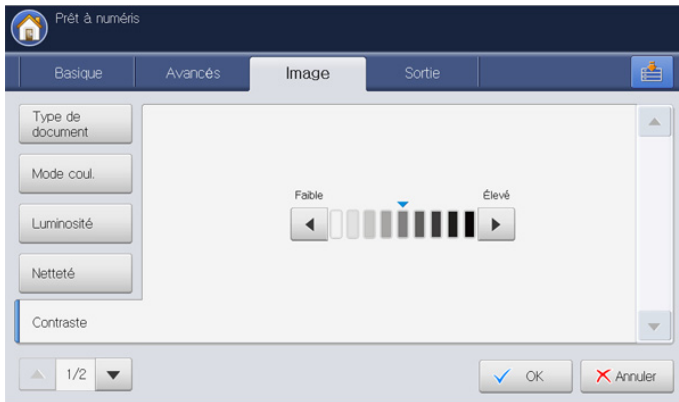 Prêt à numéris
Basique
Avancés
Image
Sortie
Type de
document
Mode coul.
Luminosité
Netteté
Contraste
Faible
Élevé
1/2
OK
Annuler